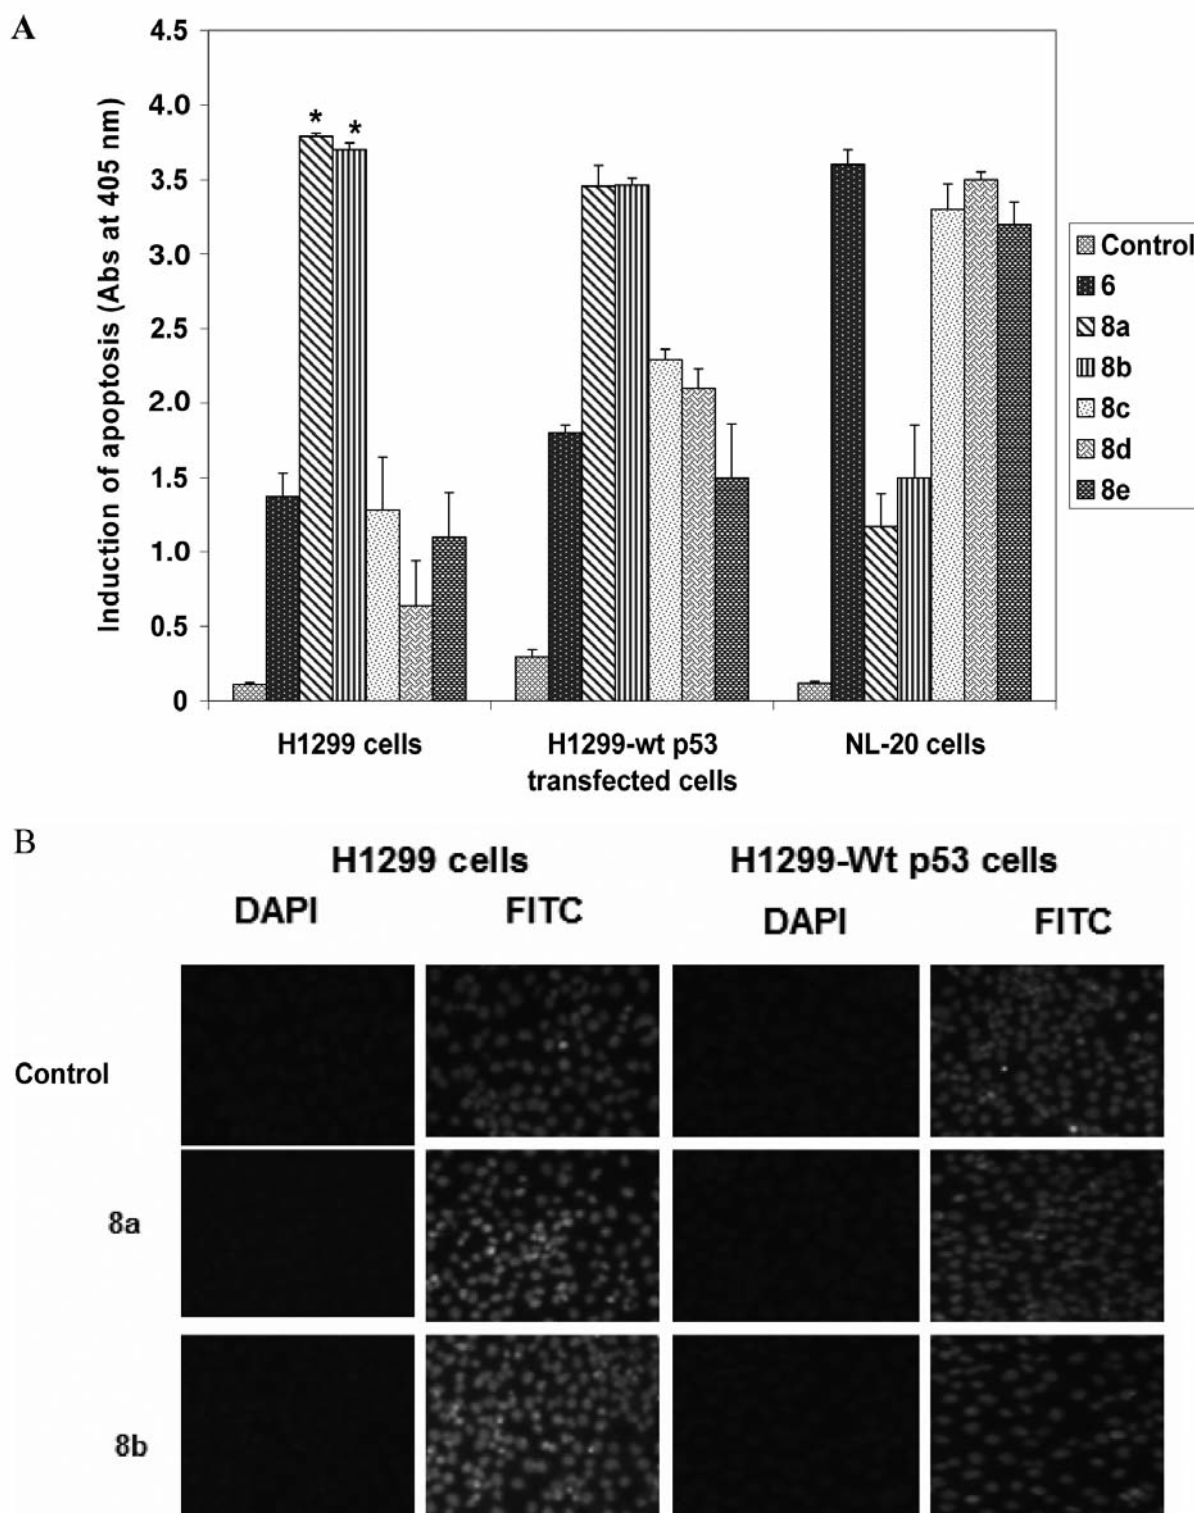 A
Induction of apoptosis (Abs at 405 nm)
4.5
4.0
3.5
3.0
2.5
2.0
1.5
1.0
0.5
0
* *
H1299 cells
H1299-wt p53
transfected cells
NL-20 cells
Control
6
8a
8b
8c
8d
8e
B
H1299 cells H1299-Wt p53 cells
DAPI FITC DAPI FITC
Control
8a
8b